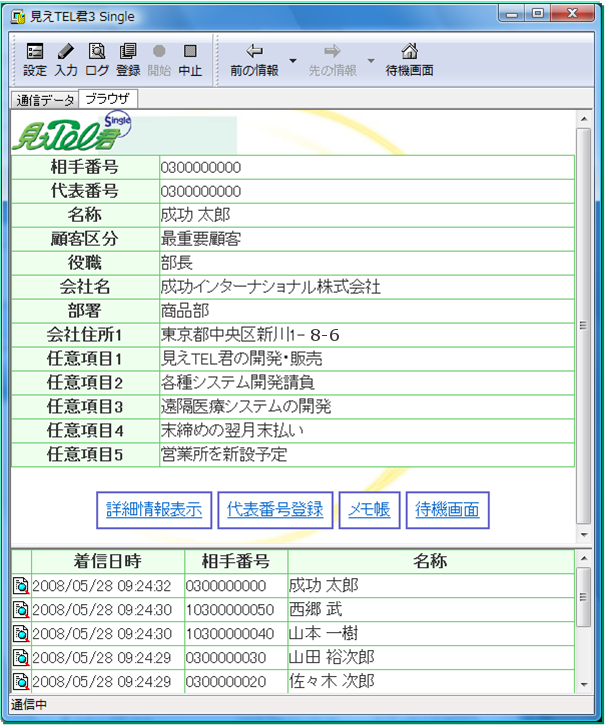 見えTEL君3 Single
設定 入力 ログ 登録 開始 中止 前の情報 先の情報 待機画面
通信データ ブラウザ
見えTel君 Single
相手番号 0300000000
代表番号 0300000000
名称 成功 太郎
顧客区分 最重要顧客
役職 部長
会社名 成功インターナショナル株式会社
部署 商品部
会社住所1 東京都中央区新川1-8-6
任意項目1 見えTEL君の開発・販売
任意項目2 各種システム開発請負
任意項目3 遠隔医療システムの開発
任意項目4 末締めの翌月末払い
任意項目5 営業所を新設予定
詳細情報表示 代表番号登録 メモ帳 待機画面
着信日時 相手番号 名称
2008/05/28 09:24:32 0300000000 成功 太郎
2008/05/28 09:24:30 10300000050 西郷 武
2008/05/28 09:24:30 10300000040 山本 一樹
2008/05/28 09:24:29 0300000030 山田 裕次郎
2008/05/28 09:24:29 0300000020 佐々木 次郎
通信中